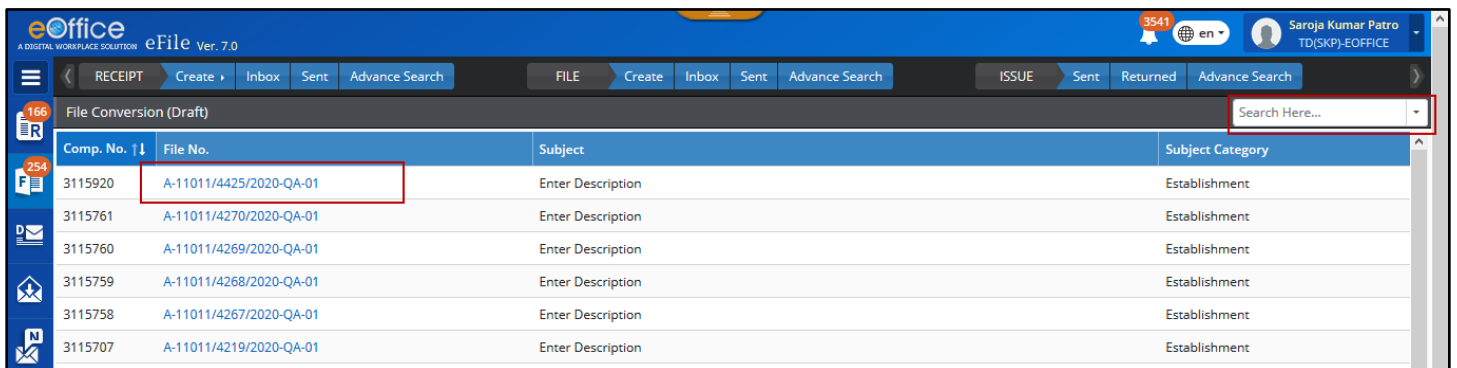 eOffice
A DIGITAL WORKPLACE SOLUTION eFile Ver. 7.0
3541 en Saroja Kumar Patro
TD(SKP)-EOFFICE
RECEIPT Create Inbox Sent Advance Search FILE Create Inbox Sent Advance Search ISSUE Sent Returned Advance Search
166 R
File Conversion (Draft) Search Here...
Comp. No. File No. Subject Subject Category
254 F
3115920 A-11011/4425/2020-QA-01 Enter Description Establishment
3115761 A-11011/4270/2020-QA-01 Enter Description Establishment
D
3115760 A-11011/4269/2020-QA-01 Enter Description Establishment
3115759 A-11011/4268/2020-QA-01 Enter Description Establishment
3115758 A-11011/4267/2020-QA-01 Enter Description Establishment
N
3115707 A-11011/4219/2020-QA-01 Enter Description Establishment